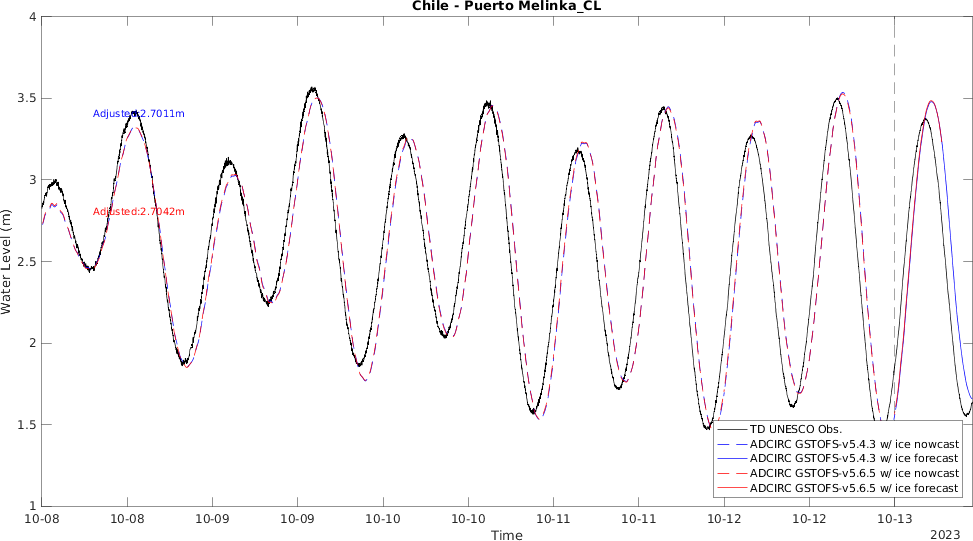 Chile - Puerto Melinka_CL
4
3.5
3
2.5
2
1.5
1
Water Level (m)
Adjusted:2.7011m
Adjusted:2.7042m
TD UNESCO Obs.
ADCIRC GSTOFS-v5.4.3 w/ ice nowcast
ADCIRC GSTOFS-v5.4.3 w/ ice forecast
ADCIRC GSTOFS-v5.6.5 w/ ice nowcast
ADCIRC GSTOFS-v5.6.5 w/ ice forecast
10-08 10-08 10-09 10-09 10-10 10-10 10-11 10-11 10-12 10-12 10-13
Time
2023